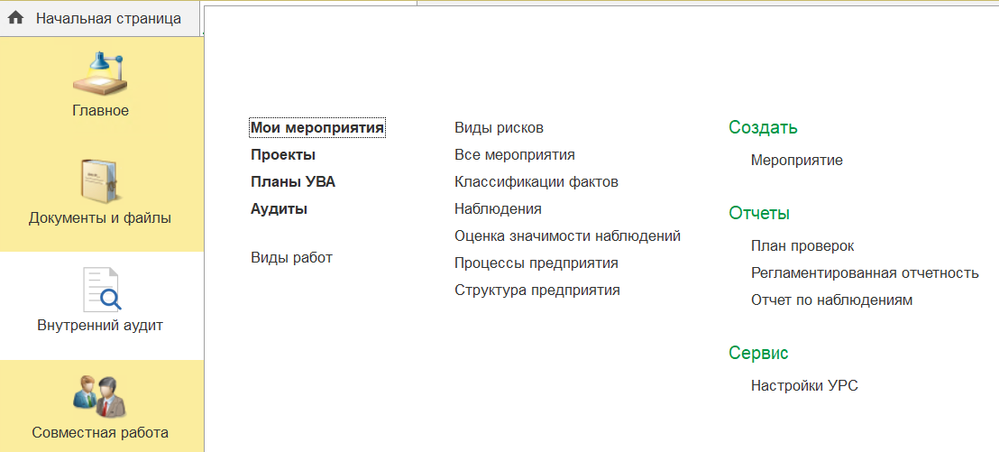 Начальная страница
Главное
Документы и файлы
Внутренний аудит
Совместная работа
Мои мероприятия
Проекты
Планы УВА
Аудиты
Виды работ
Виды рисков
Все мероприятия
Классификации фактов
Наблюдения
Оценка значимости наблюдений
Процессы предприятия
Структура предприятия
Создать
Мероприятие
Отчеты
План проверок
Регламентированная отчетность
Отчет по наблюдениям
Сервис
Настройки УРС